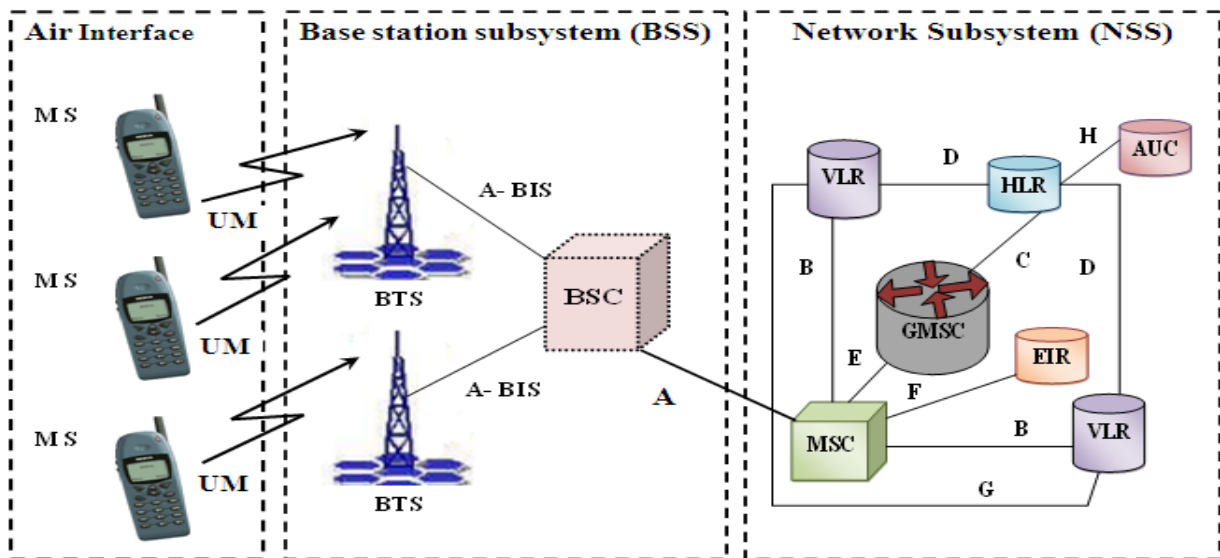 Air Interface
Base station subsystem (BSS)
Network Subsystem (NSS)
M S
UM
M S
UM
M S
UM
A- BIS
BTS
A- BIS
BTS
BSC
A
VLR
D
HLR
H
AUC
B
C
D
GMSC
E
F
EIR
MSC
B
VLR
G